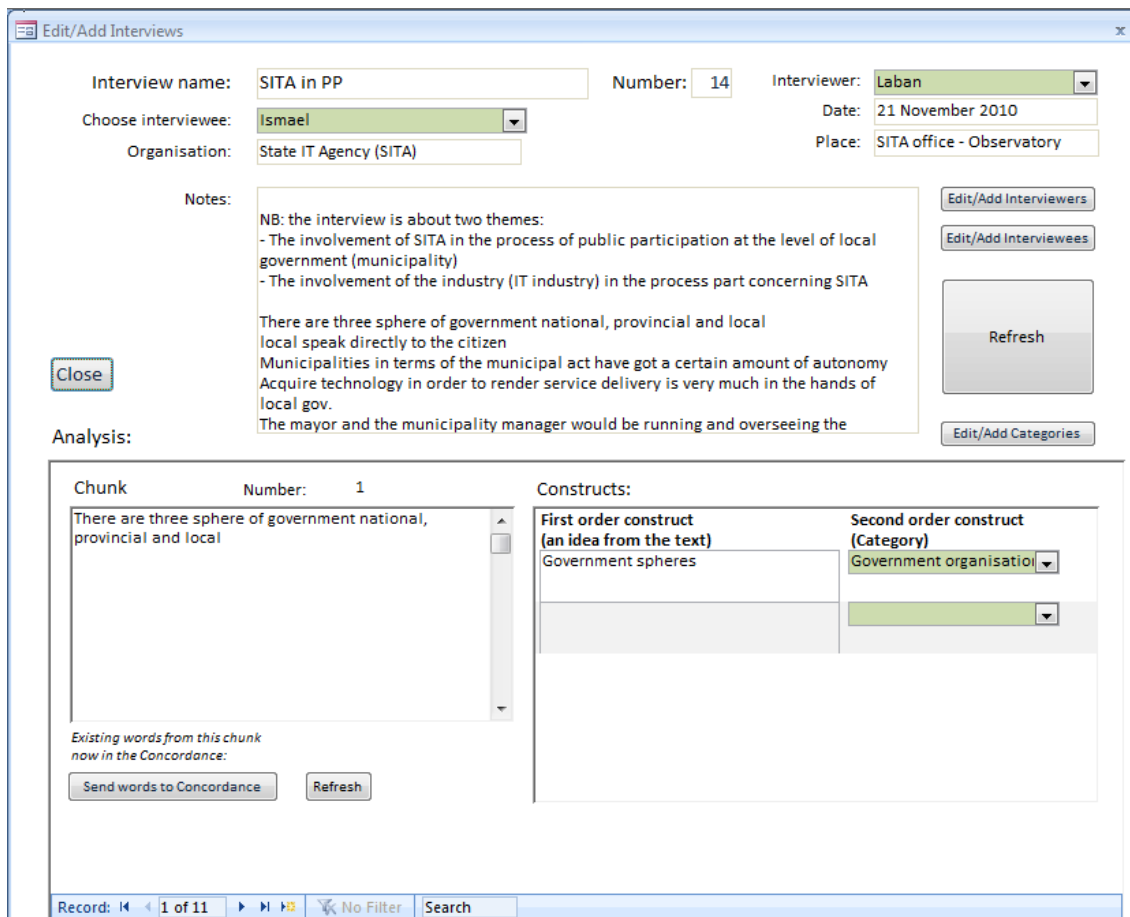 Edit/Add Interviews
x
Interview name: SITA in PP Number: 14 Interviewer: Laban
Choose interviewee: Ismael Date: 21 November 2010
Organisation: State IT Agency (SITA) Place: SITA office - Observatory
Notes:
NB: the interview is about two themes:
- The involvement of SITA in the process of public participation at the level of local
government (municipality)
- The involvement of the industry (IT industry) in the process part concerning SITA
There are three sphere of government national, provincial and local
local speak directly to the citizen
Municipalities in terms of the municipal act have got a certain amount of autonomy
Acquire technology in order to render service delivery is very much in the hands of
local gov.
The mayor and the municipality manager would be running and overseeing the
Edit/Add Interviewers
Edit/Add Interviewees
Refresh
Close
Edit/Add Categories
Analysis:
Chunk Number: 1
There are three sphere of government national,
provincial and local
Existing words from this chunk
now in the Concordance:
Send words to Concordance Refresh
Constructs:
First order construct Second order construct
(an idea from the text) (Category)
Government spheres Government organisation
Record: 1 of 11 No Filter Search